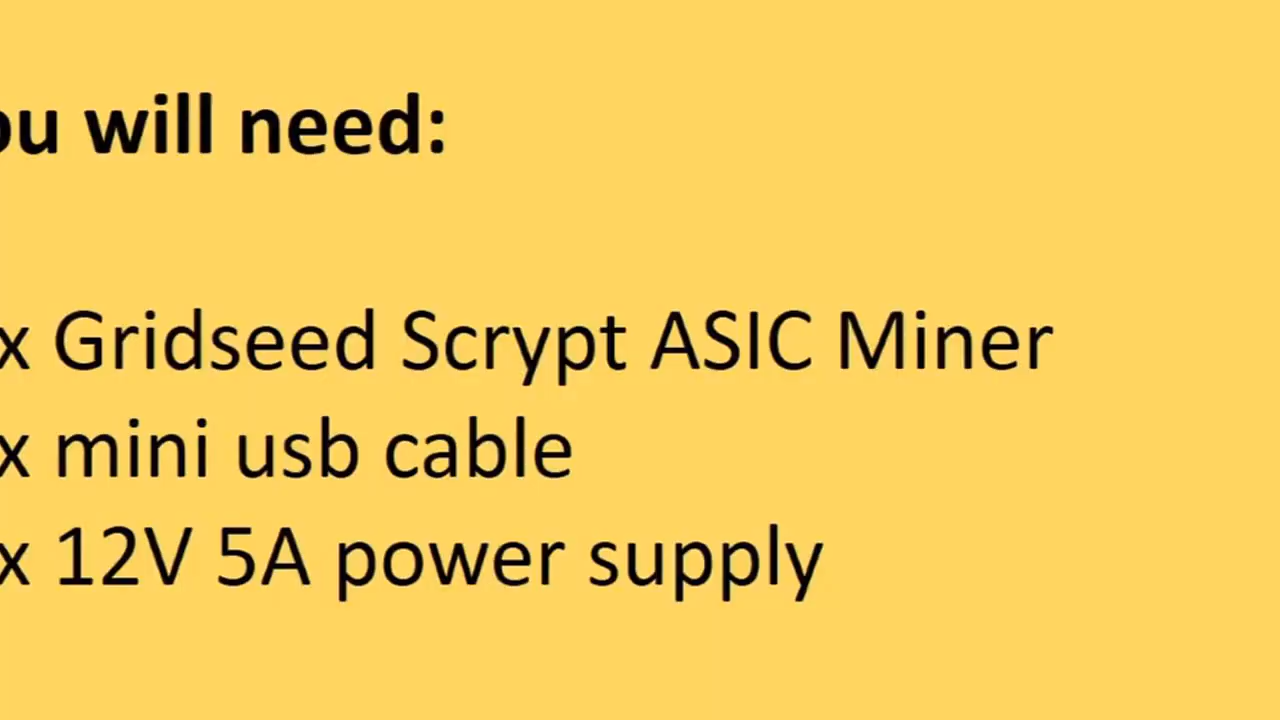 ou will need:
x Gridseed Scrypt ASIC Miner
x mini usb cable
x 12V 5A power supply